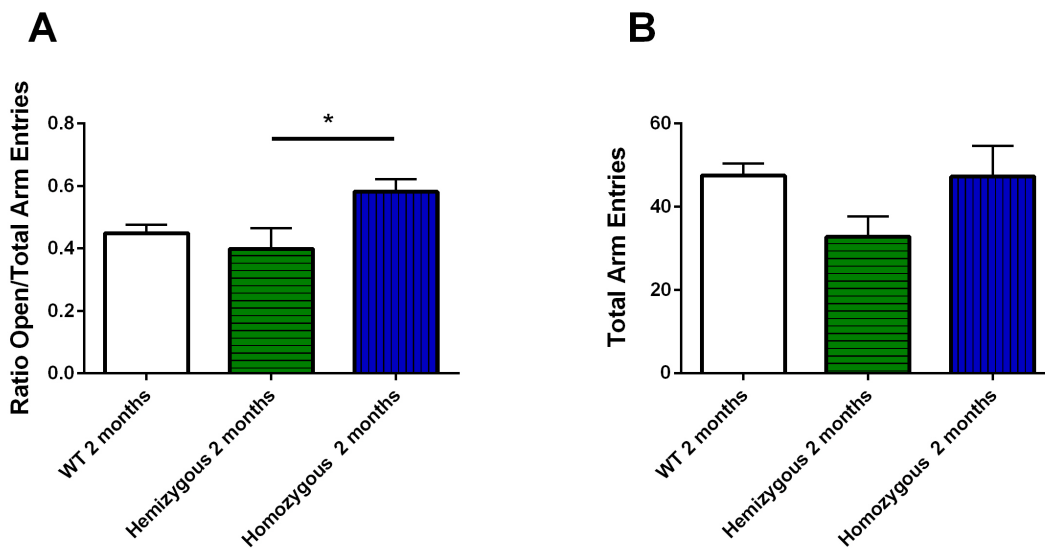 A
Ratio Open/Total Arm Entries
0.8
0.6
0.4
0.2
0.0
*
WT 2 months
Hemizygous 2 months
Homozygous  2 months
B
Total Arm Entries
60
40
20
0
WT 2 months
Hemizygous 2 months
Homozygous  2 months